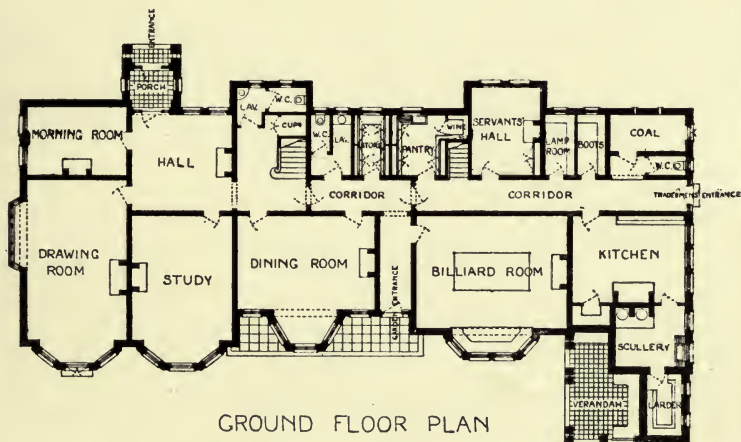 ENTRANCE
PORCH
MORNING ROOM
HALL
LAV.
W.C.
CUPD
W.C.
LAV.
STORE
PANTRY
WINE
SERVANTS'
HALL
LAMP
ROOM
BOOTS
COAL
W.C.
CORRIDOR
CORRIDOR
TRADESMENS ENTRANCE
DRAWING
ROOM
STUDY
DINING ROOM
GARDEN ENTRANCE
BILLIARD ROOM
KITCHEN
SCULLERY
VERANDAH
LARDER
GROUND FLOOR PLAN